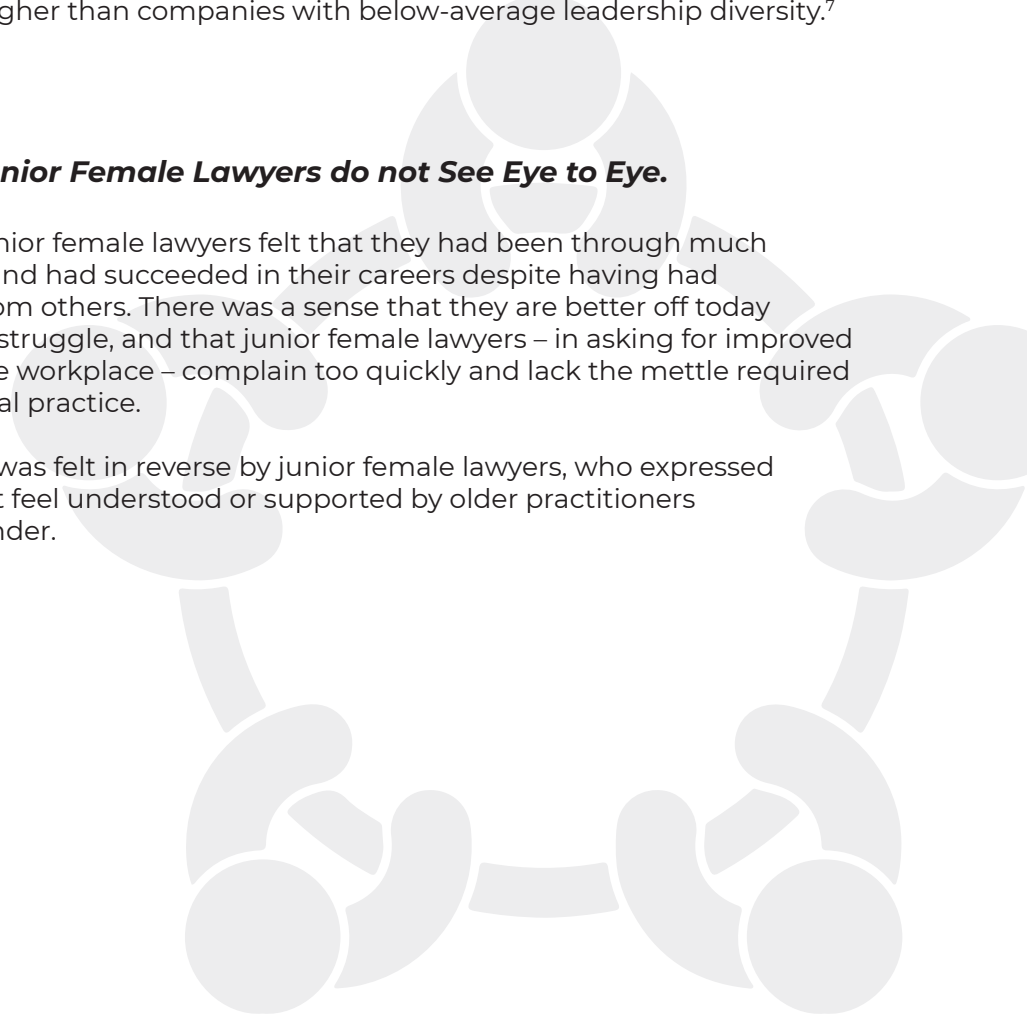 gher than companies with below-average leadership diversity.⁷
nior Female Lawyers do not See Eye to Eye.
nior female lawyers felt that they had been through much
nd had succeeded in their careers despite having had
om others. There was a sense that they are better off today
struggle, and that junior female lawyers – in asking for improved
e workplace – complain too quickly and lack the mettle required
al practice.
was felt in reverse by junior female lawyers, who expressed
t feel understood or supported by older practitioners
nder.